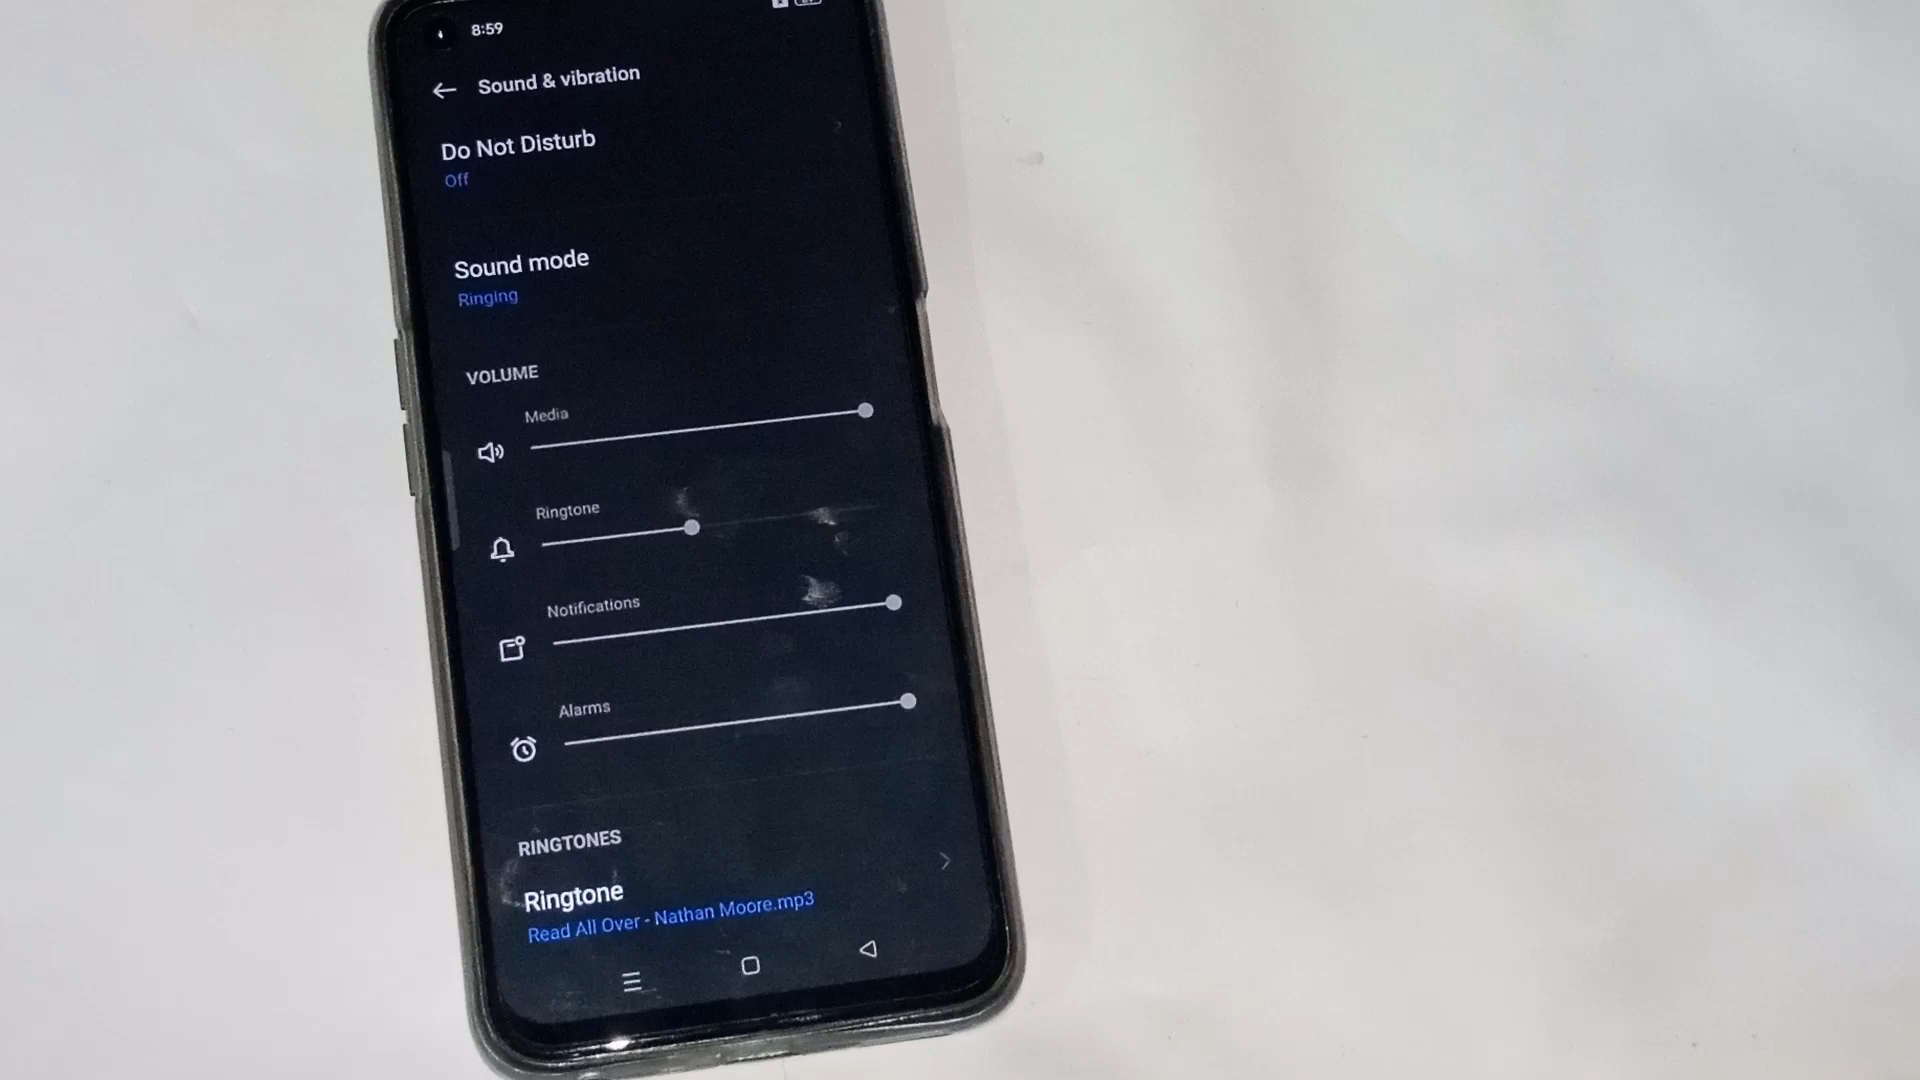 8:59
Sound & vibration
Do Not Disturb
Off
Sound mode
Ringing
VOLUME
Media
Ringtone
Notifications
Alarms
RINGTONES
Ringtone
Read All Over - Nathan Moore.mp3